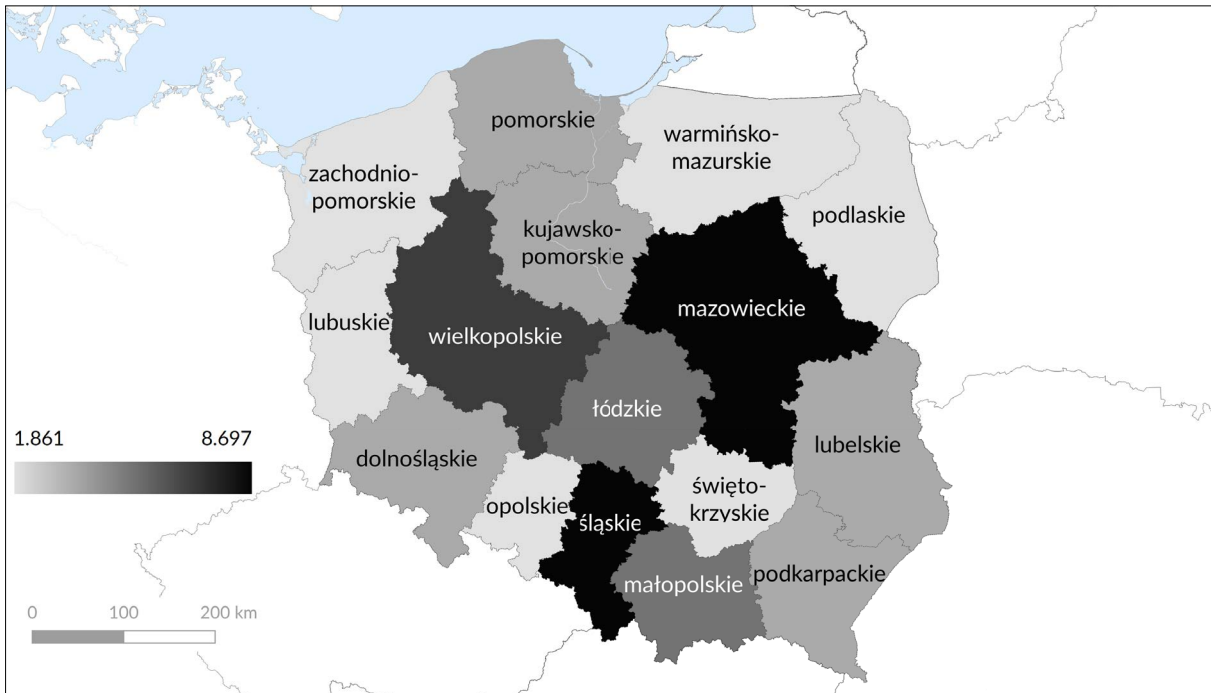 pomorskie
warmińsko-
mazurskie
zachodnio-
pomorskie
podlaskie
kujawsko-
pomorskie
mazowieckie
lubuskie
wielkopolskie
łódzkie
1.861
8.697
lubelskie
dolnośląskie
święto-
krzyskie
opolskie
śląskie
małopolskie
podkarpackie
0 100 200 km